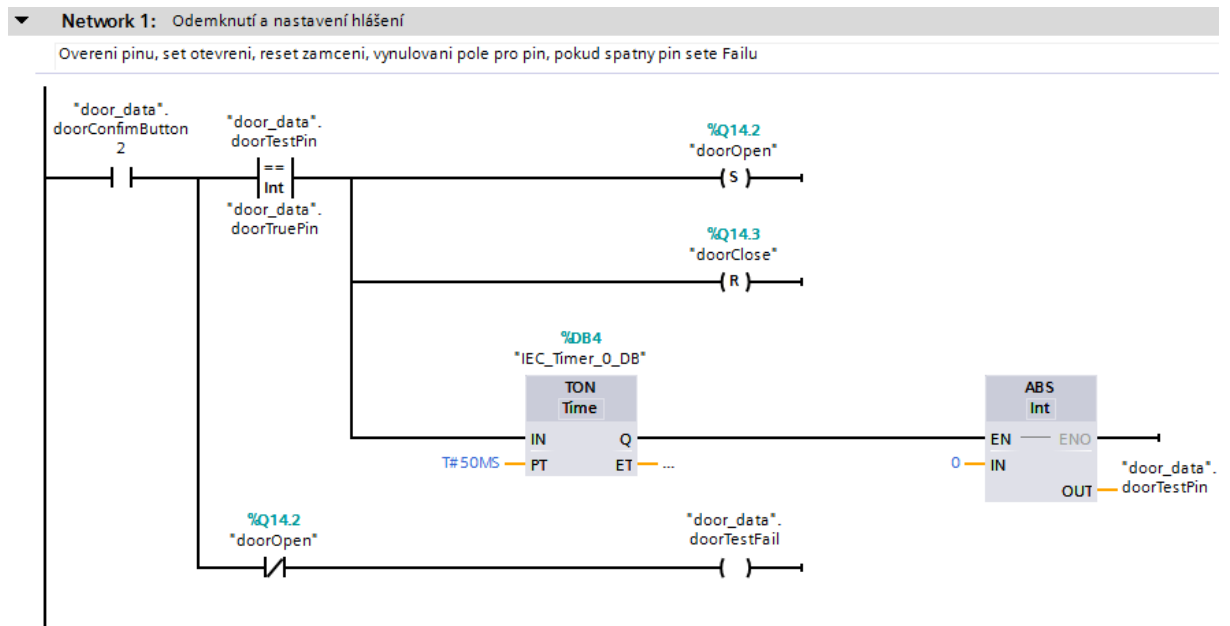 Network 1: Odemknutí a nastavení hlášení
Overeni pinu, set otevreni, reset zamceni, vynulovani pole pro pin, pokud spatny pin sete Failu
"door_data".
doorConfimButton
2
"door_data".
doorTestPin
==
Int
"door_data".
doorTruePin
%Q14.2
"doorOpen"
S
%Q14.3
"doorClose"
R
%DB4
"IEC_Timer_0_DB"
TON
Time
IN Q
T#50MS PT ET ...
ABS
Int
EN ENO
0 IN
OUT
"door_data".
doorTestPin
%Q14.2
"doorOpen"
"door_data".
doorTestFail